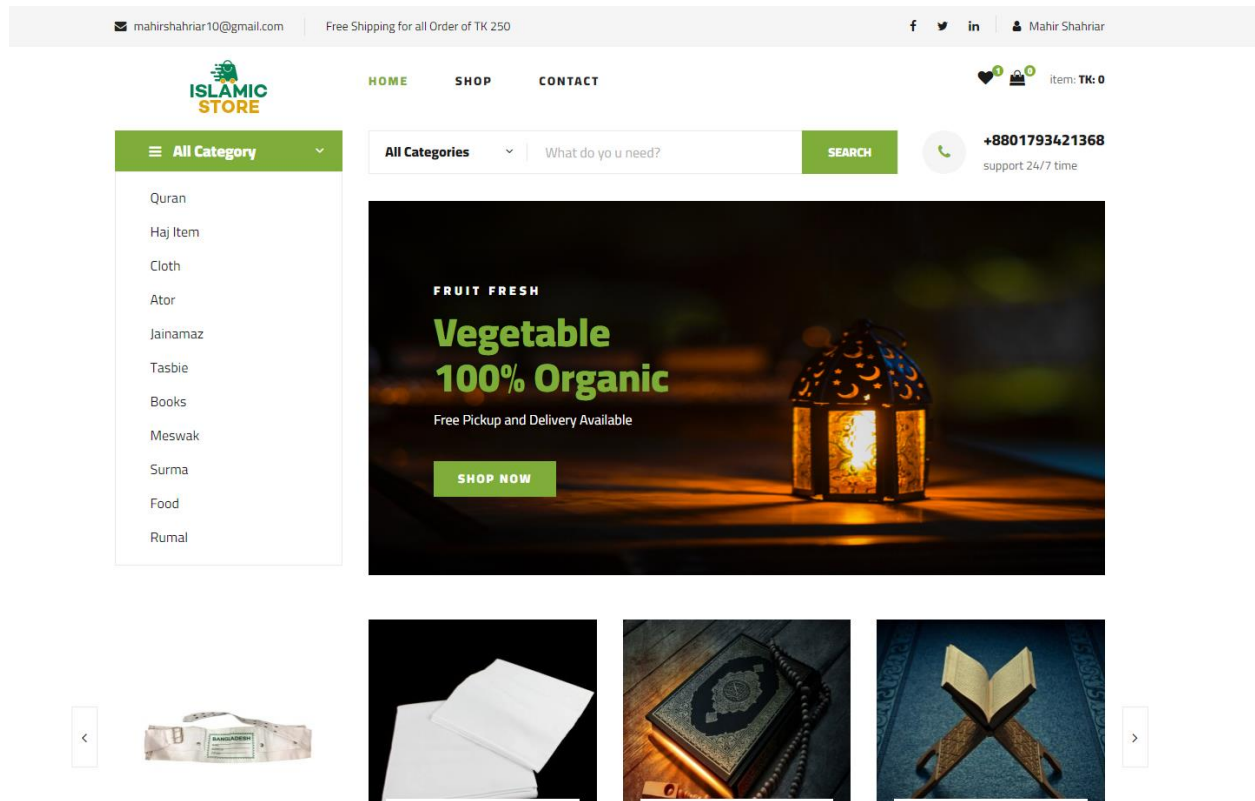 mahirshahriar10@gmail.com
Free Shipping for all Order of TK 250
Mahir Shahriar
ISLAMIC
STORE
HOME
SHOP
CONTACT
1
0
item: TK: 0
All Category
All Categories
What do yo u need?
SEARCH
+8801793421368
support 24/7 time
Quran
Haj Item
Cloth
Ator
Jainamaz
Tasbie
Books
Meswak
Surma
Food
Rumal
FRUIT FRESH
Vegetable
100% Organic
Free Pickup and Delivery Available
SHOP NOW
BANGLADESH